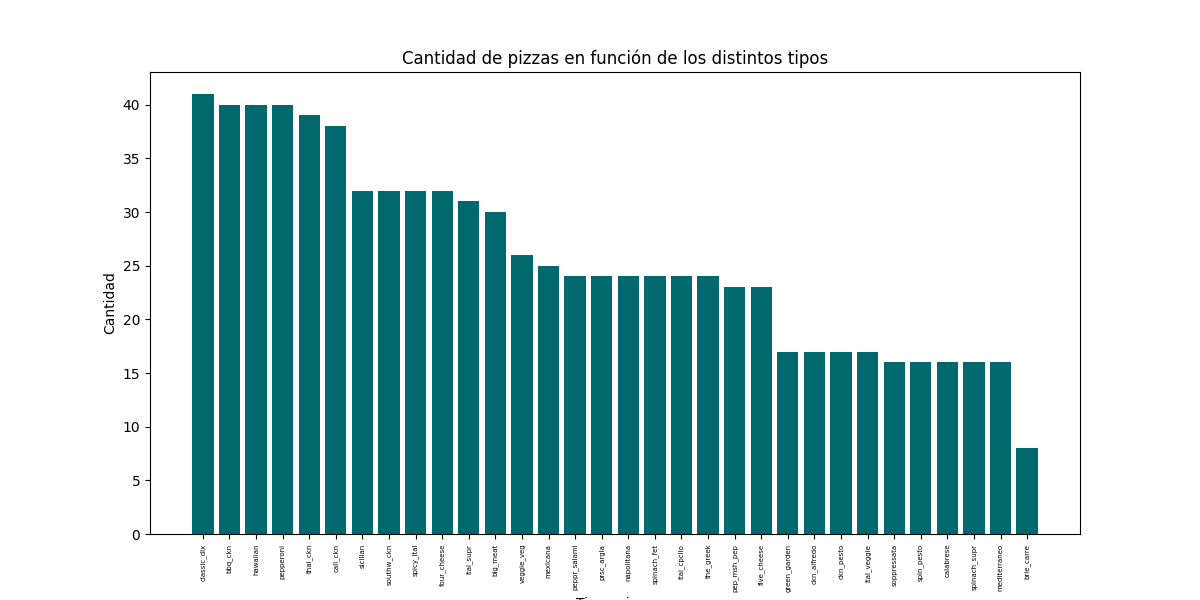 Cantidad de pizzas en función de los distintos tipos
Cantidad
40
35
30
25
20
15
10
5
0
classic_dlx
bbq_ckn
hawaiian
pepperoni
thai_ckn
cali_ckn
sicilian
southw_ckn
spicy_ital
four_cheese
ital_supr
big_meat
veggie_veg
mexicana
peppr_salami
prsc_argla
napolitana
spinach_fet
ital_cpcllo
the_greek
pep_msh_pep
five_cheese
green_garden
ckn_alfredo
ckn_pesto
ital_veggie
soppressata
spin_pesto
calabrese
spinach_supr
mediterraneo
brie_carre